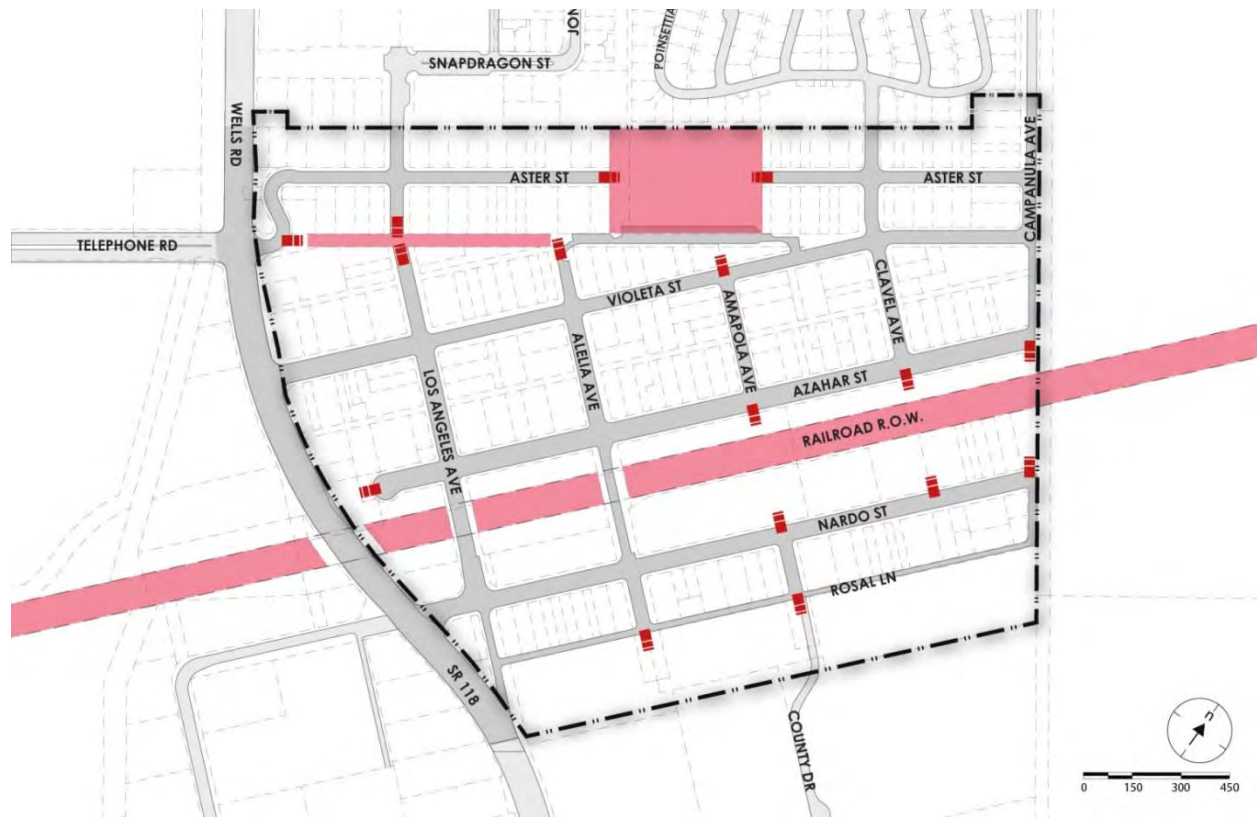 JON
POINSETTIA
SNAPDRAGON ST
WELLS RD
CAMPANULA AVE
ASTER ST
ASTER ST
TELEPHONE RD
VIOLETA ST
CLAVEL AVE
AMAPOLA AVE
ALELIA AVE
LOS ANGELES AVE
AZAHAR ST
RAILROAD R.O.W.
NARDO ST
ROSAL LN
SR 118
COUNTY DR
n
0 150 300 450